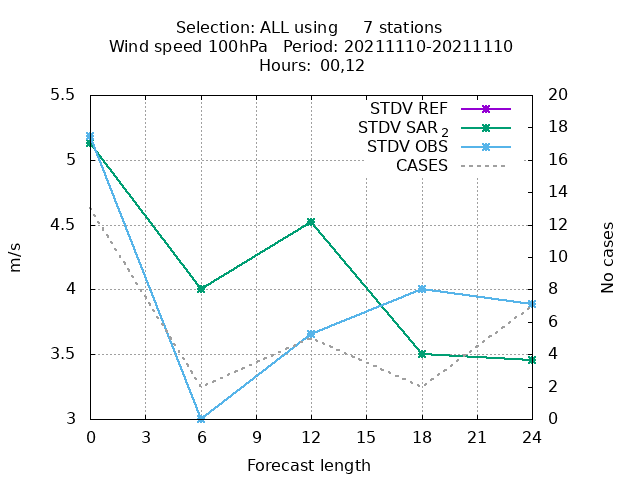 Selection: ALL using 7 stations
Wind speed 100hPa Period: 20211110-20211110
Hours: 00,12
5.5 20
STDV REF
18
STDV SAR 2
STDV OBS
5 16
CASES
14
4.5 12
m/s
No cases
10
4 8
6
3.5 4
2
3 0
0 3 6 9 12 15 18 21 24
Forecast length